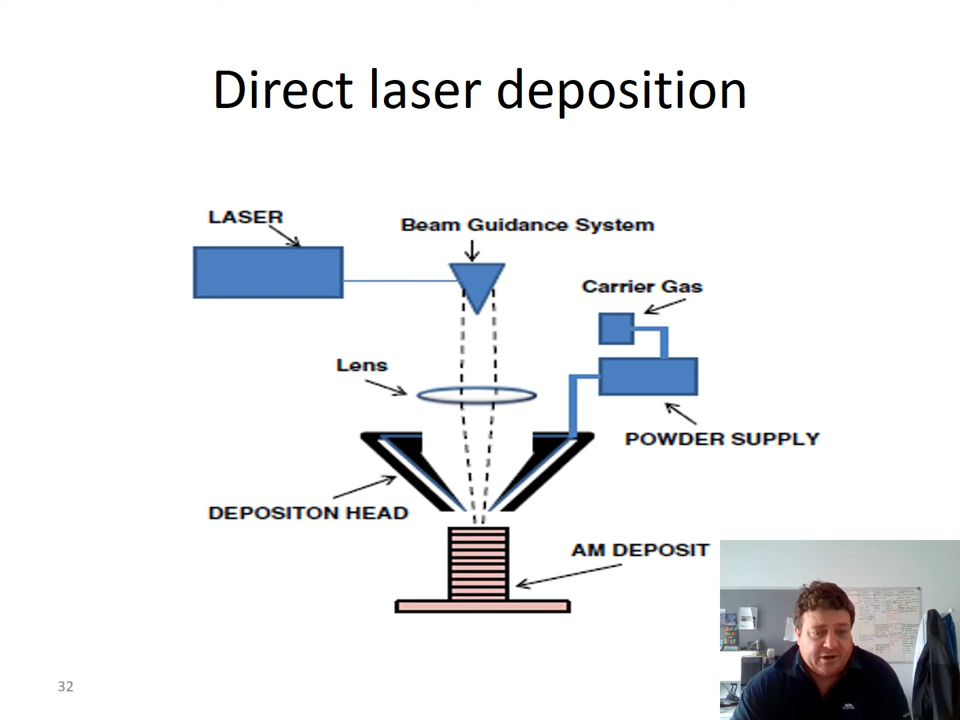 Direct laser deposition
LASER
Beam Guidance System
Carrier Gas
Lens
POWDER SUPPLY
DEPOSITON HEAD
AM DEPOSIT
32